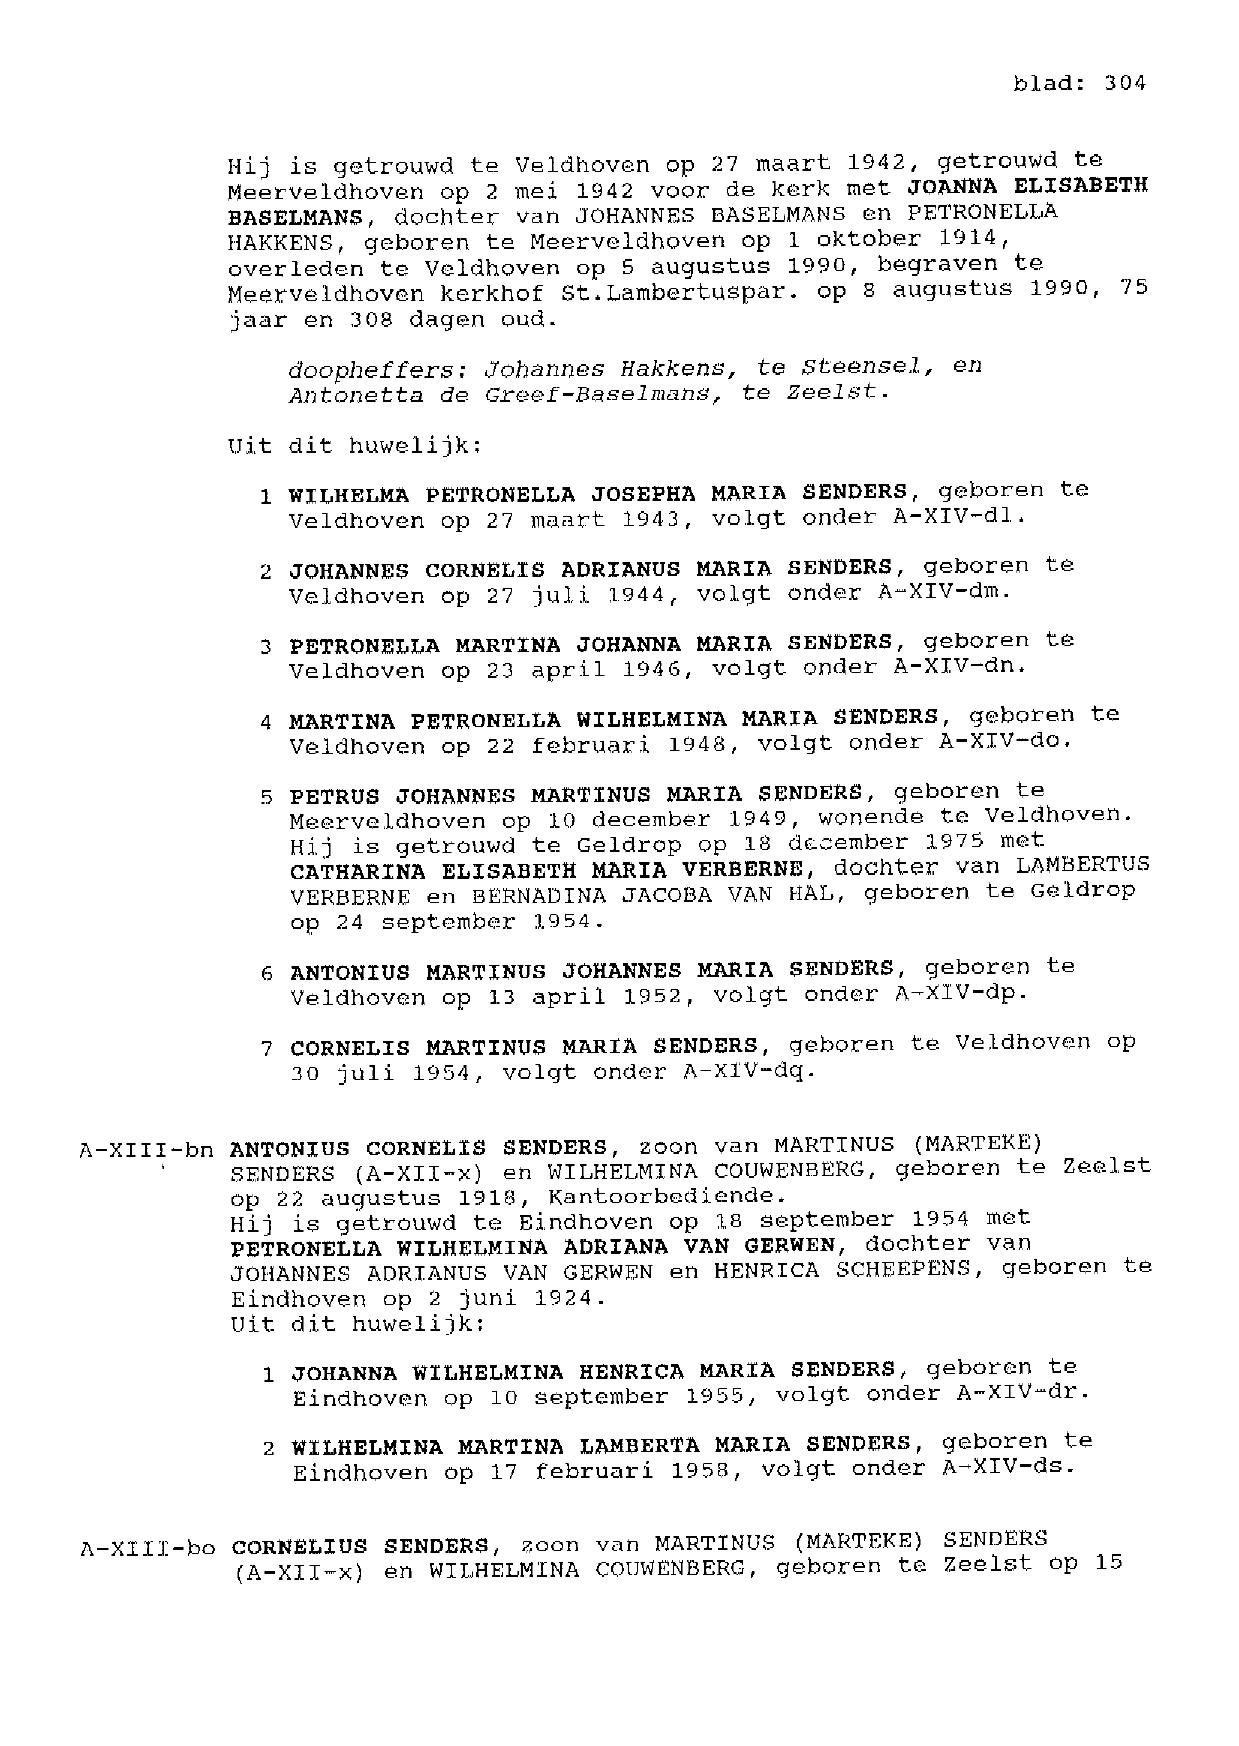 blad: 304
Hij is getrouwd te Veldhoven op 27 maart 1942, getrouwd te
Meerveldhoven op 2 mei 1942 voor de kerk met JOANNA ELISABETH
BASELMANS, dochter van JOHANNES BASELMANS en PETRONELLA
HAKKENS, geboren te Meerveldhoven op 1 oktober 1914,
overleden te Veldhoven op 5 augustus 1990, begraven te
Meerveldhoven kerkhof St.Lambertuspar. op 8 augustus 1990, 75
jaar en 308 dagen oud.
doopheffers: Johannes Hakkens, te Steensel, en
Antonetta de Greef-Baselmans, te Zeelst.
Uit dit huwelijk:
1 WILHELMA PETRONELLA JOSEPHA MARIA SENDERS, geboren te
Veldhoven op 27 maart 1943, volgt onder A-XIV-dl.
2 JOHANNES CORNELIS ADRIANUS MARIA SENDERS, geboren te
Veldhoven op 27 juli 1944, volgt onder A-XIV-dm.
3 PETRONELLA MARTINA JOHANNA MARIA SENDERS, geboren te
Veldhoven op 23 april 1946, volgt onder A-XIV-dn.
4 MARTINA PETRONELLA WILHELMINA MARIA SENDERS, geboren te
Veldhoven op 22 februari 1948, volgt onder A-XIV-do.
5 PETRUS JOHANNES MARTINUS MARIA SENDERS, geboren te
Meerveldhoven op 10 december 1949, wonende te Veldhoven.
Hij is getrouwd te Geldrop op 18 december 1975 met
CATHARINA ELISABETH MARIA VERBERNE, dochter van LAMBERTUS
VERBERNE en BERNADINA JACOBA VAN HAL, geboren te Geldrop
op 24 september 1954.
6 ANTONIUS MARTINUS JOHANNES MARIA SENDERS, geboren te
Veldhoven op 13 april 1952, volgt onder A-XIV-dp.
7 CORNELIS MARTINUS MARIA SENDERS, geboren te Veldhoven op
30 juli 1954, volgt onder A-XIV-dq.
A-XIII-bn ANTONIUS CORNELIS SENDERS, zoon van MARTINUS (MARTEKE)
SENDERS (A-XII-x) en WILHELMINA COUWENBERG, geboren te Zeelst
op 22 augustus 1918, Kantoorbediende.
Hij is getrouwd te Eindhoven op 18 september 1954 met
PETRONELLA WILHELMINA ADRIANA VAN GERWEN, dochter van
JOHANNES ADRIANUS VAN GERWEN en HENRICA SCHEEPENS, geboren te
Eindhoven op 2 juni 1924.
Uit dit huwelijk:
1 JOHANNA WILHELMINA HENRICA MARIA SENDERS, geboren te
Eindhoven op 10 september 1955, volgt onder A-XIV-dr.
2 WILHELMINA MARTINA LAMBERTA MARIA SENDERS, geboren te
Eindhoven op 17 februari 1958, volgt onder A-XIV-ds.
A-XIII-bo CORNELIUS SENDERS, zoon van MARTINUS (MARTEKE) SENDERS
(A-XII-x) en WILHELMINA COUWENBERG, geboren te Zeelst op 15